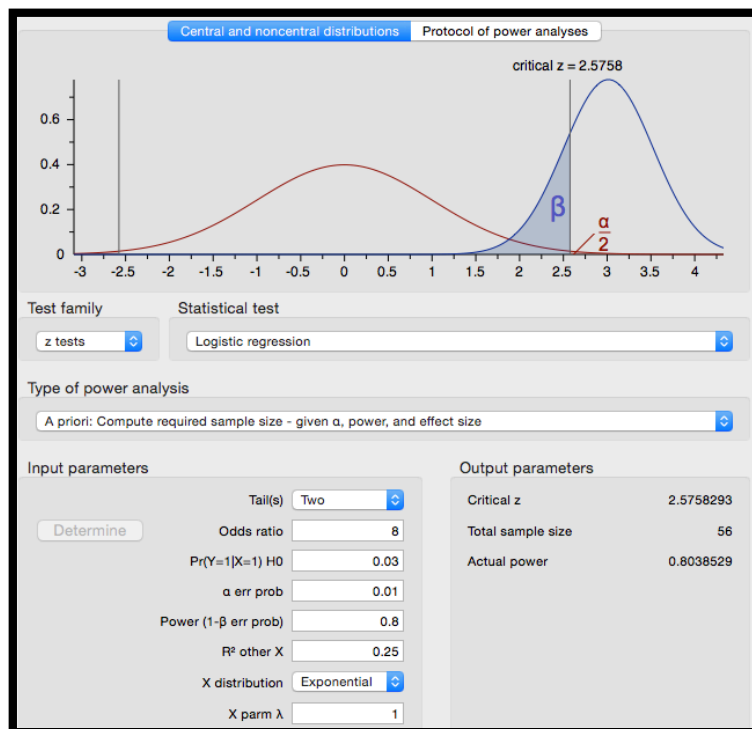 Central and noncentral distributions Protocol of power analyses
critical z = 2.5758
0.6
0.4
0.2
0
β
α
2
-3 -2.5 -2 -1.5 -1 -0.5 0 0.5 1 1.5 2 2.5 3 3.5 4
Test family Statistical test
z tests Logistic regression
Type of power analysis
A priori: Compute required sample size - given α, power, and effect size
Input parameters Output parameters
Tail(s) Two Critical z 2.5758293
Determine Odds ratio 8 Total sample size 56
Pr(Y=1|X=1) H0 0.03 Actual power 0.8038529
α err prob 0.01
Power (1-β err prob) 0.8
R² other X 0.25
X distribution Exponential
X parm λ 1